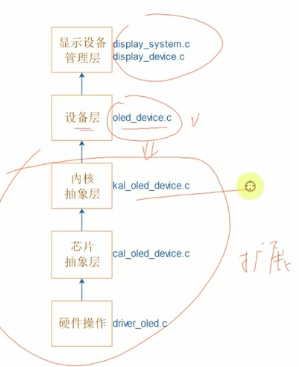 显示设备
管理层
display_system.c
display_device.c
设备层
oled_device.c
内核
抽象层
kal_oled_device.c
芯片
抽象层
cal_oled_device.c
扩展
硬件操作
driver_oled.c